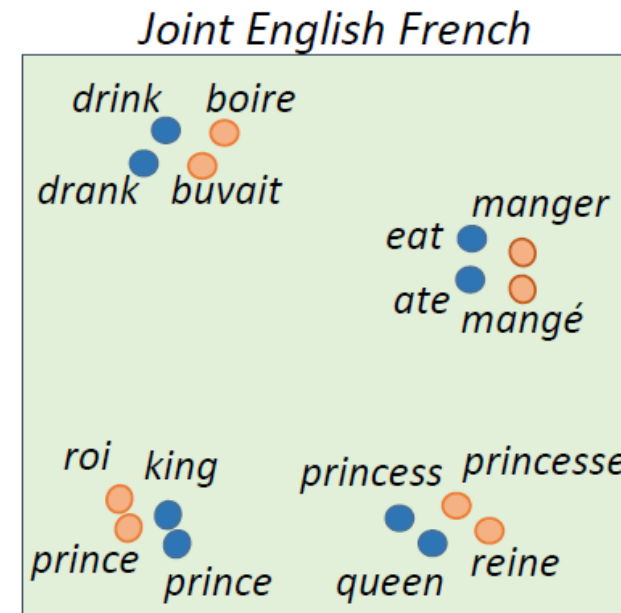 Joint English French
drink boire
drank buvait
manger
eat
ate
mangé
roi king
prince prince
princess princesse
queen reine